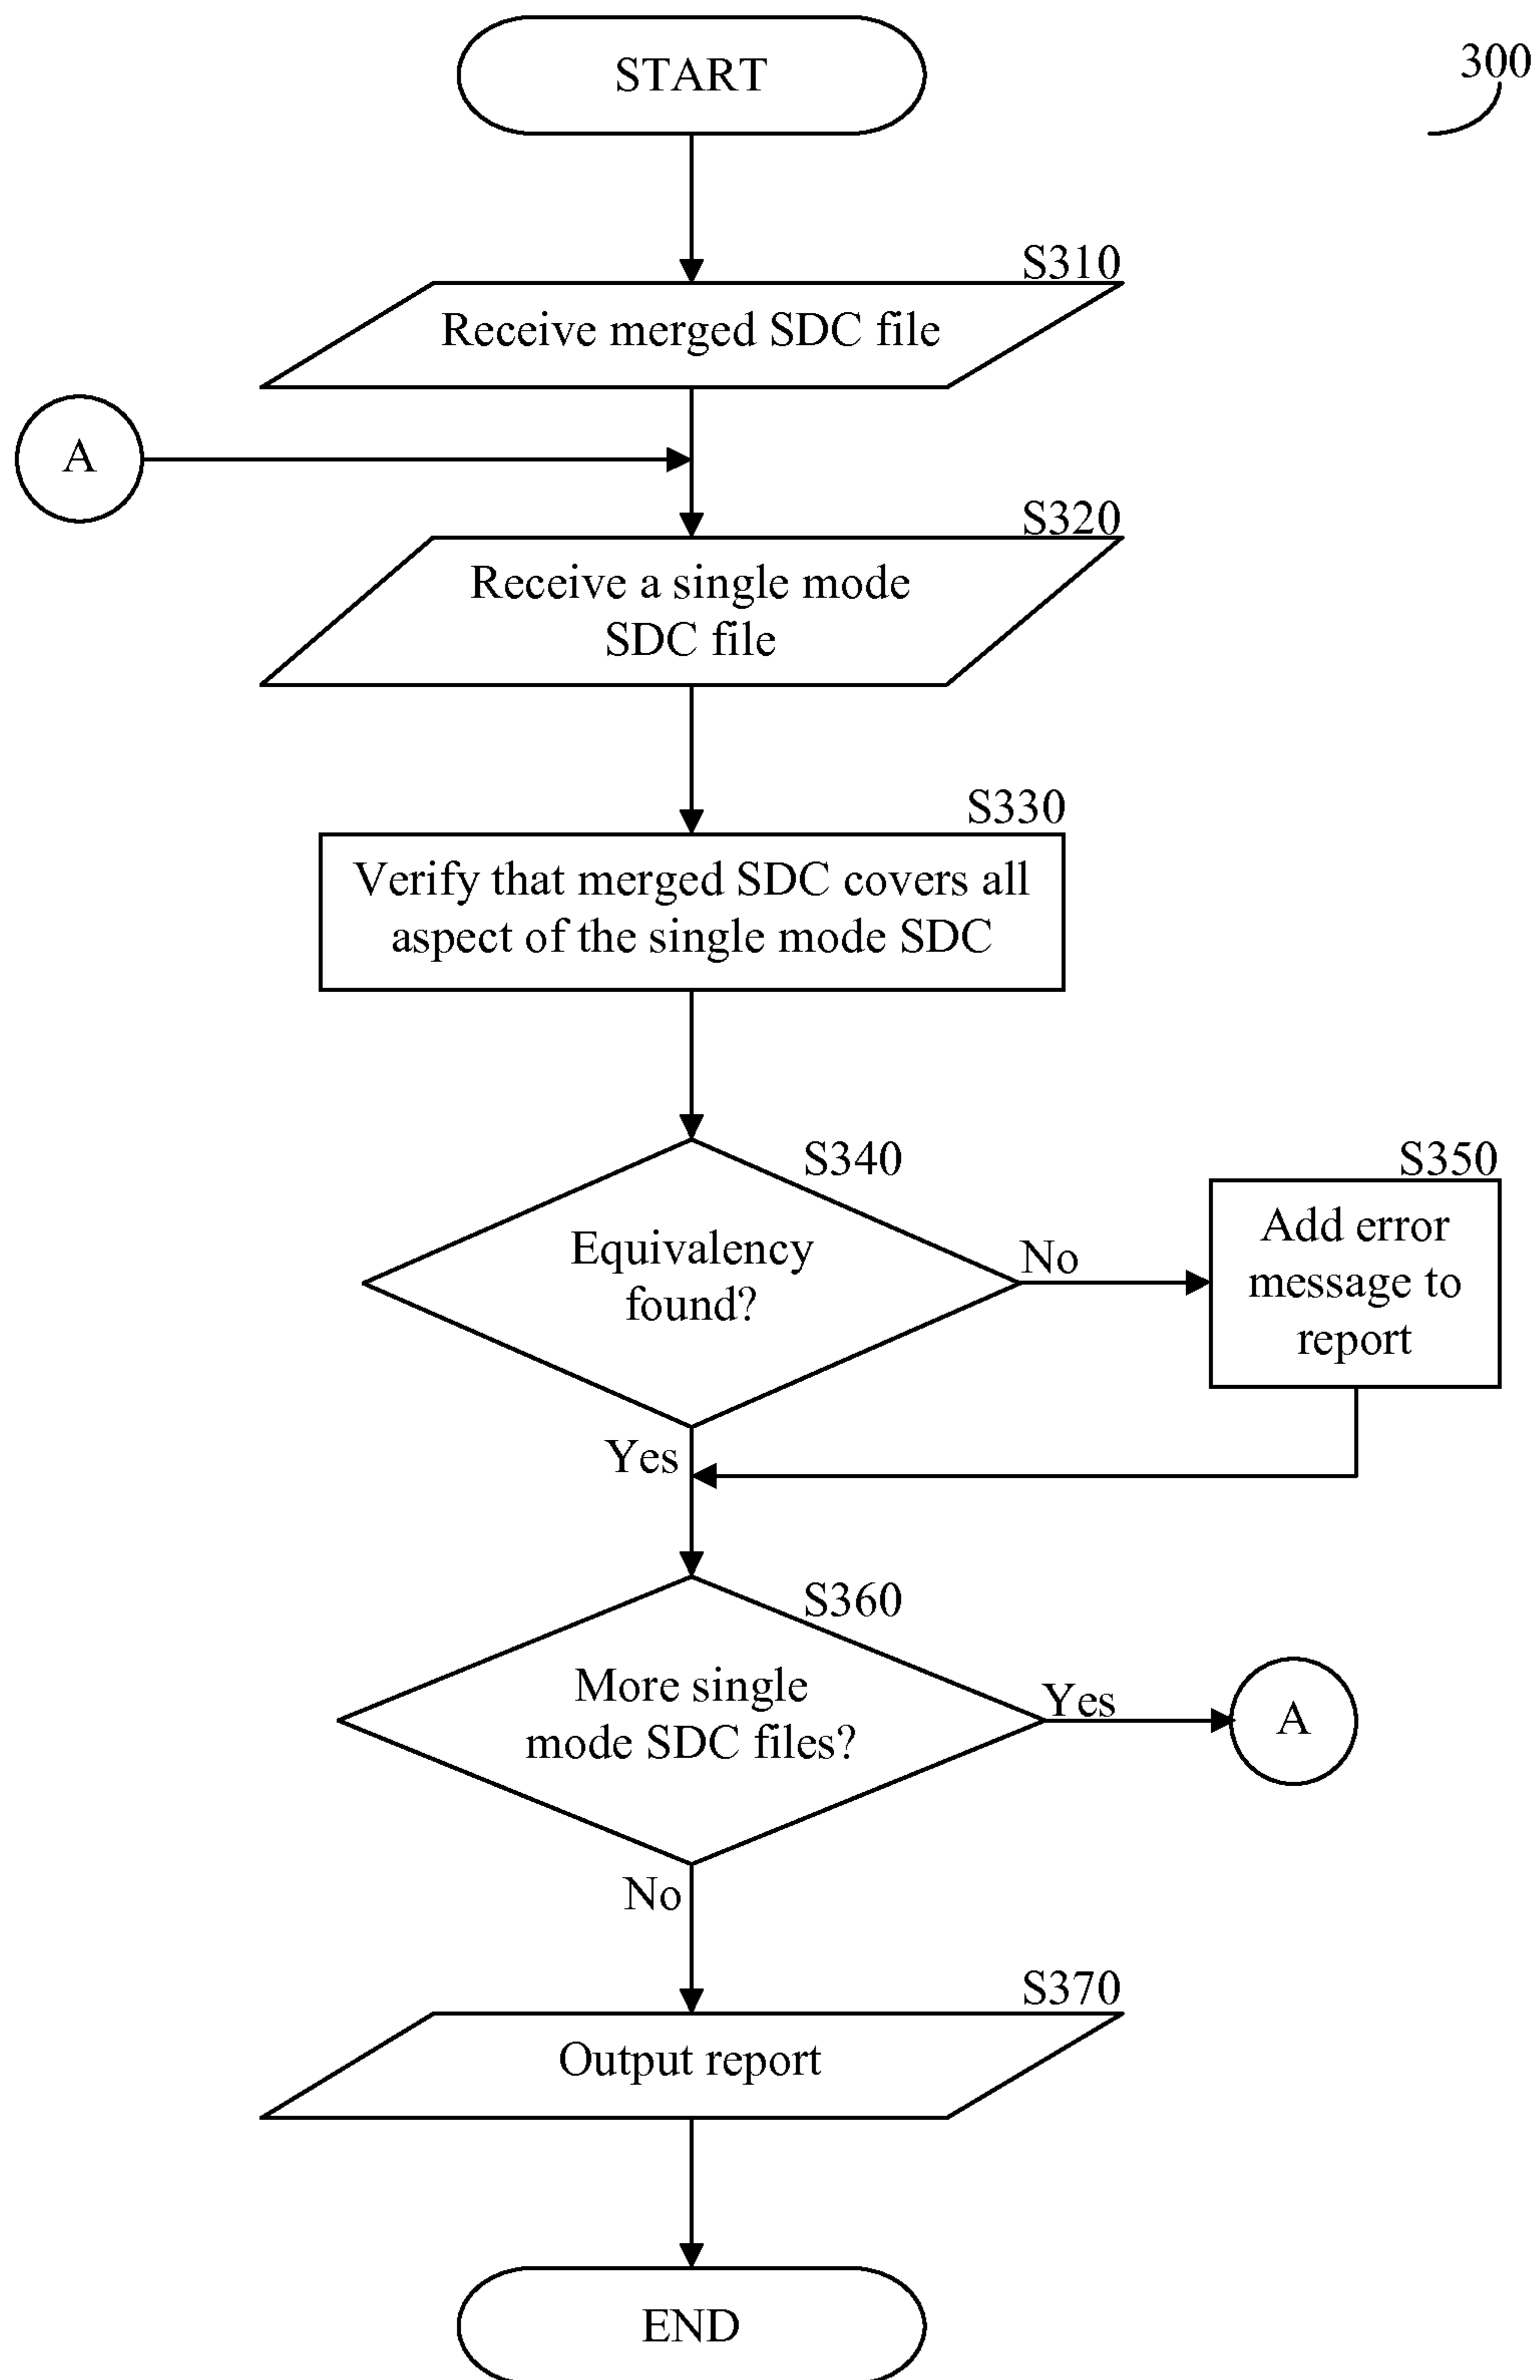 START
300
S310
Receive merged SDC file
A
S320
Receive a single mode
SDC file
S330
Verify that merged SDC covers all
aspect of the single mode SDC
S340
Equivalency
found?
No
S350
Add error
message to
report
Yes
S360
More single
mode SDC files?
Yes
A
No
S370
Output report
END